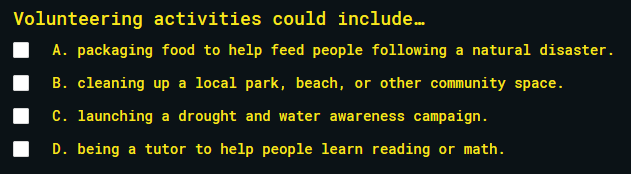 Volunteering activities could include…
A. packaging food to help feed people following a natural disaster.
B. cleaning up a local park, beach, or other community space.
C. launching a drought and water awareness campaign.
D. being a tutor to help people learn reading or math.